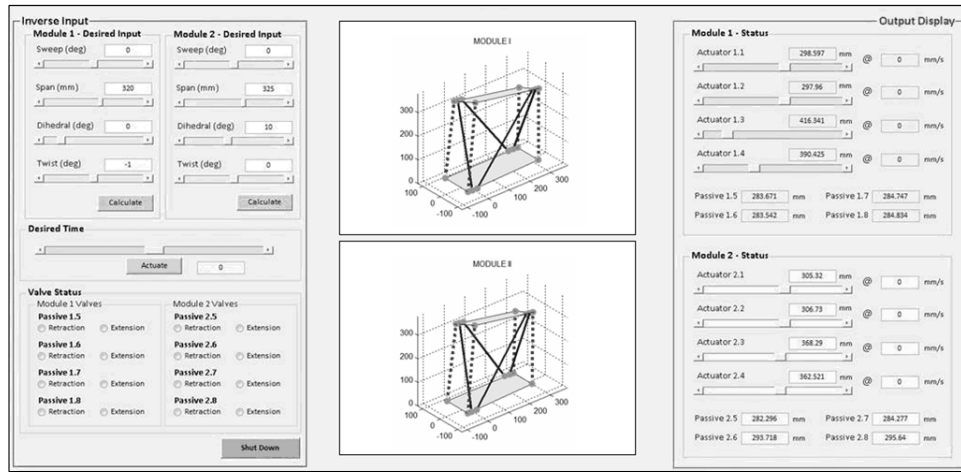 Inverse Input
Module 1 - Desired Input
Sweep (deg) 0
Span (mm) 320
Dihedral (deg) 0
Twist (deg) -1
Calculate
Module 2 - Desired Input
Sweep (deg) 0
Span (mm) 325
Dihedral (deg) 10
Twist (deg) 0
Calculate
Desired Time
Actuate 0
Valve Status
Module 1 Valves
Passive 1.5
Retraction Extension
Passive 1.6
Retraction Extension
Passive 1.7
Retraction Extension
Passive 1.8
Retraction Extension
Module 2 Valves
Passive 2.5
Retraction Extension
Passive 2.6
Retraction Extension
Passive 2.7
Retraction Extension
Passive 2.8
Retraction Extension
Shut Down
MODULE I
300
200
100
0
100
0
-100
-100
0
100
200
300
MODULE II
300
200
100
0
100
0
-100
-100
0
100
200
300
Output Display
Module 1 - Status
Actuator 1.1 298.597 mm @ 0 mm/s
Actuator 1.2 297.96 mm @ 0 mm/s
Actuator 1.3 416.341 mm @ 0 mm/s
Actuator 1.4 390.425 mm @ 0 mm/s
Passive 1.5 283.671 mm Passive 1.7 284.747 mm
Passive 1.6 283.542 mm Passive 1.8 284.834 mm
Module 2 - Status
Actuator 2.1 305.32 mm @ 0 mm/s
Actuator 2.2 306.73 mm @ 0 mm/s
Actuator 2.3 368.29 mm @ 0 mm/s
Actuator 2.4 362.521 mm @ 0 mm/s
Passive 2.5 282.296 mm Passive 2.7 284.277 mm
Passive 2.6 293.718 mm Passive 2.8 295.64 mm